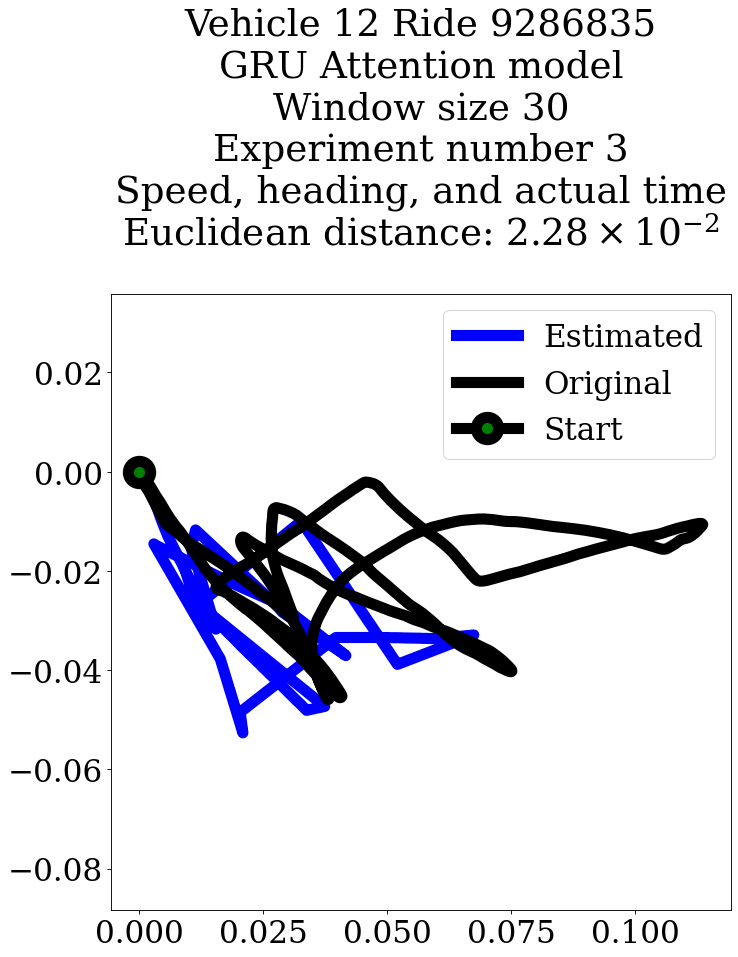 Vehicle 12 Ride 9286835
GRU Attention model
Window size 30
Experiment number 3
Speed, heading, and actual time
Euclidean distance: 2.28 × 10⁻²
Estimated
Original
Start
0.02
0.00
−0.02
−0.04
−0.06
−0.08
0.000 0.025 0.050 0.075 0.100